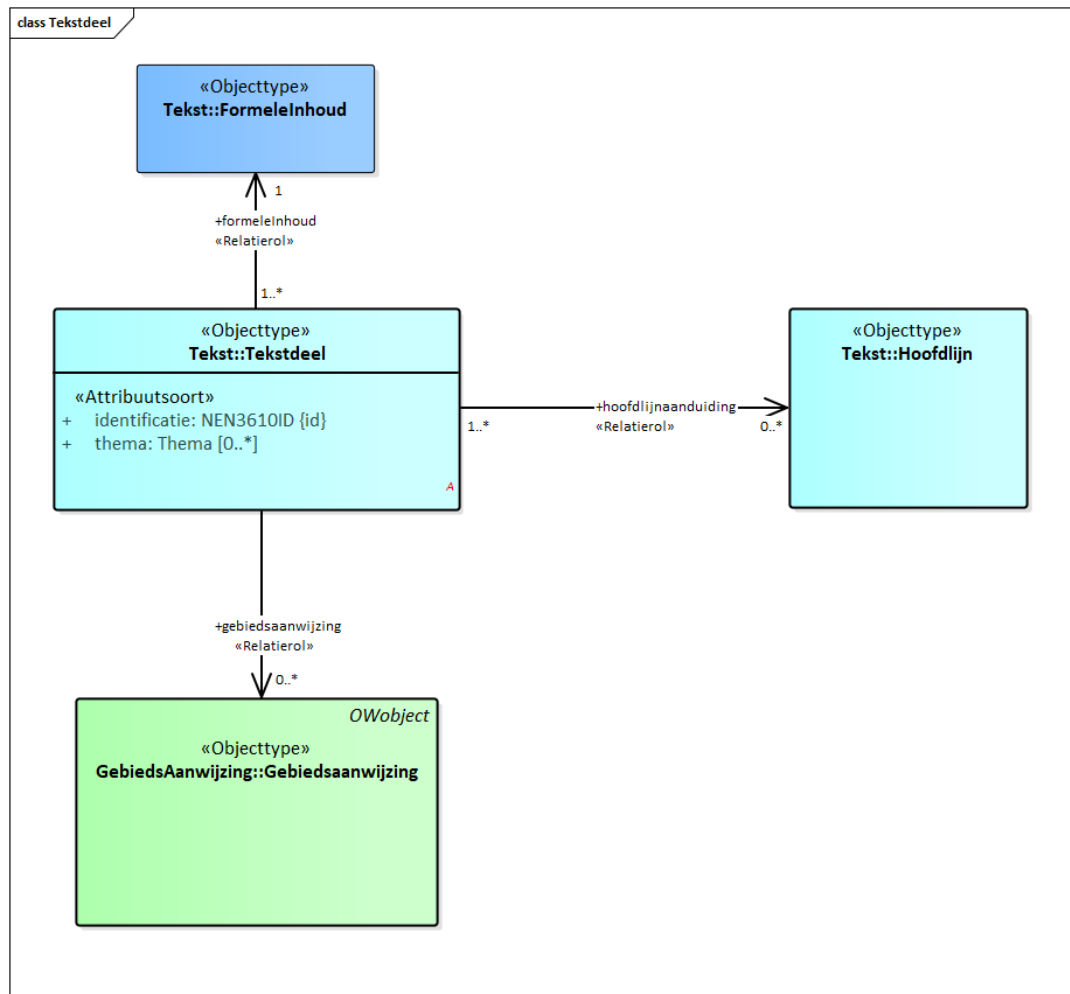 class Tekstdeel
«Objecttype»
Tekst::FormeleInhoud
1
+formeleInhoud
«Relatierol»
1..*
«Objecttype»
Tekst::Tekstdeel
«Attribuutsoort»
+ identificatie: NEN3610ID {id}
+ thema: Thema [0..*]
A
+hoofdlijnaanduiding
«Relatierol»
1..*
0..*
«Objecttype»
Tekst::Hoofdlijn
+gebiedsaanwijzing
«Relatierol»
0..*
OWobject
«Objecttype»
GebiedsAanwijzing::Gebiedsaanwijzing